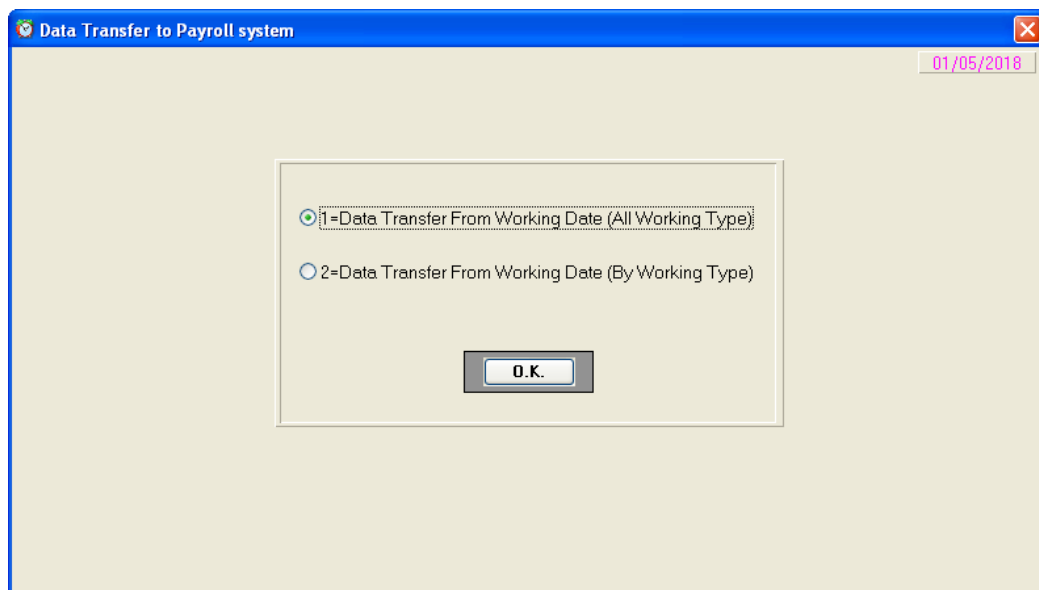 Data Transfer to Payroll system
01/05/2018
1=Data Transfer From Working Date (All Working Type)
2=Data Transfer From Working Date (By Working Type)
O.K.